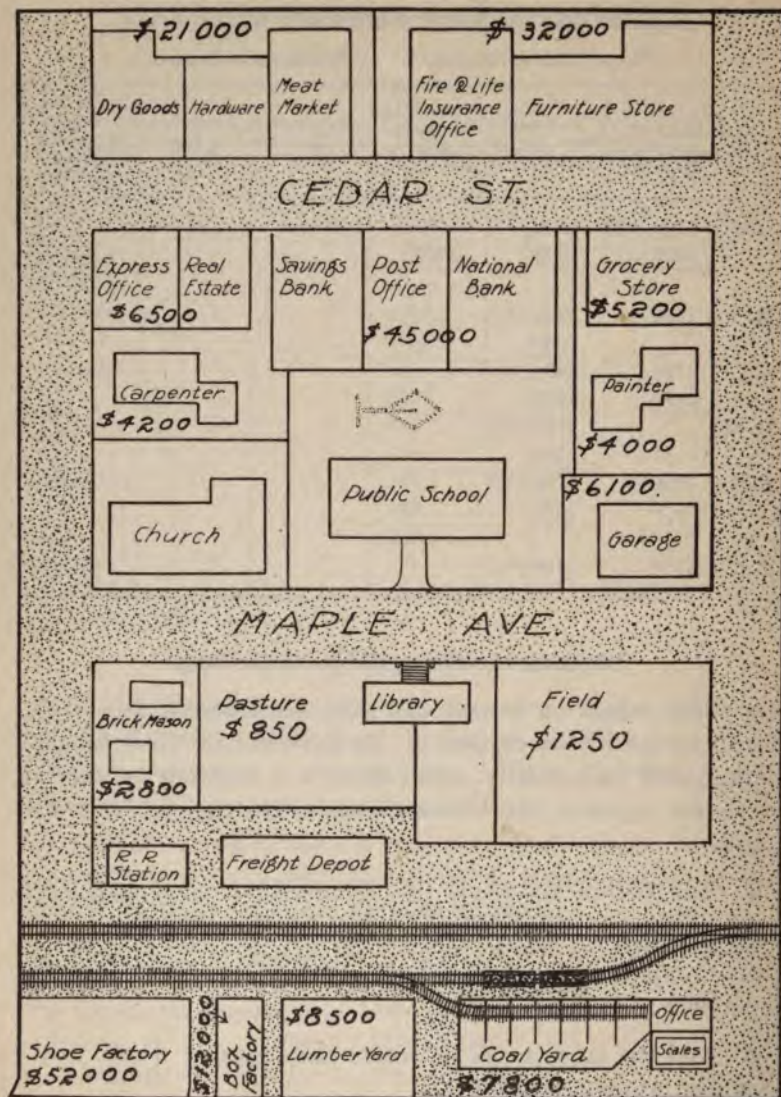 $21000
$32000
Dry Goods
Hardware
Meat
Market
Fire & Life
Insurance
Office
Furniture Store
CEDAR ST.
Express
Office
$6500
Real
Estate
Savings
Bank
Post
Office
National
Bank
$45000
Grocery
Store
$5200
Carpenter
$4200
Painter
$4000
Public School
$6100.
Church
Garage
MAPLE AVE.
Brick Mason
$2800
Pasture
$850
Library
Field
$1250
R.R
Station
Freight Depot
Shoe Factory
$52000
$12000
Box
Factory
$8500
Lumber Yard
Coal Yard
$7800
Office
Scales